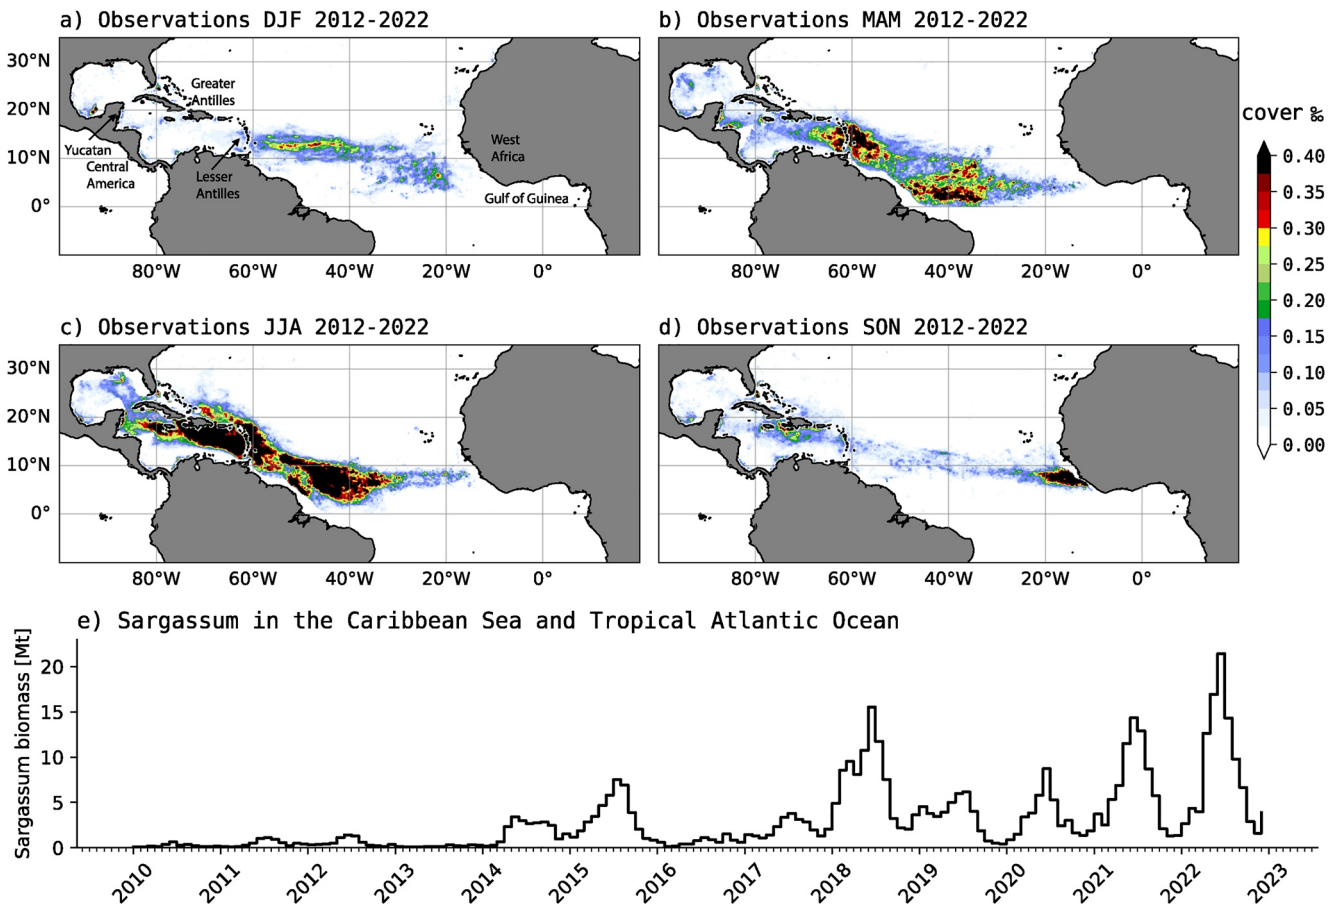 a) Observations DJF 2012-2022
b) Observations MAM 2012-2022
30°N
20°N
10°N
0°
Greater
Antilles
Yucatan
Central
America
Lesser
Antilles
West
Africa
Gulf of Guinea
80°W 60°W 40°W 20°W 0°
80°W 60°W 40°W 20°W 0°
cover ‰
0.40
0.35
0.30
0.25
0.20
0.15
0.10
0.05
0.00
c) Observations JJA 2012-2022
d) Observations SON 2012-2022
30°N
20°N
10°N
0°
80°W 60°W 40°W 20°W 0°
80°W 60°W 40°W 20°W 0°
e) Sargassum in the Caribbean Sea and Tropical Atlantic Ocean
Sargassum biomass [Mt]
20
15
10
5
0
2010 2011 2012 2013 2014 2015 2016 2017 2018 2019 2020 2021 2022 2023